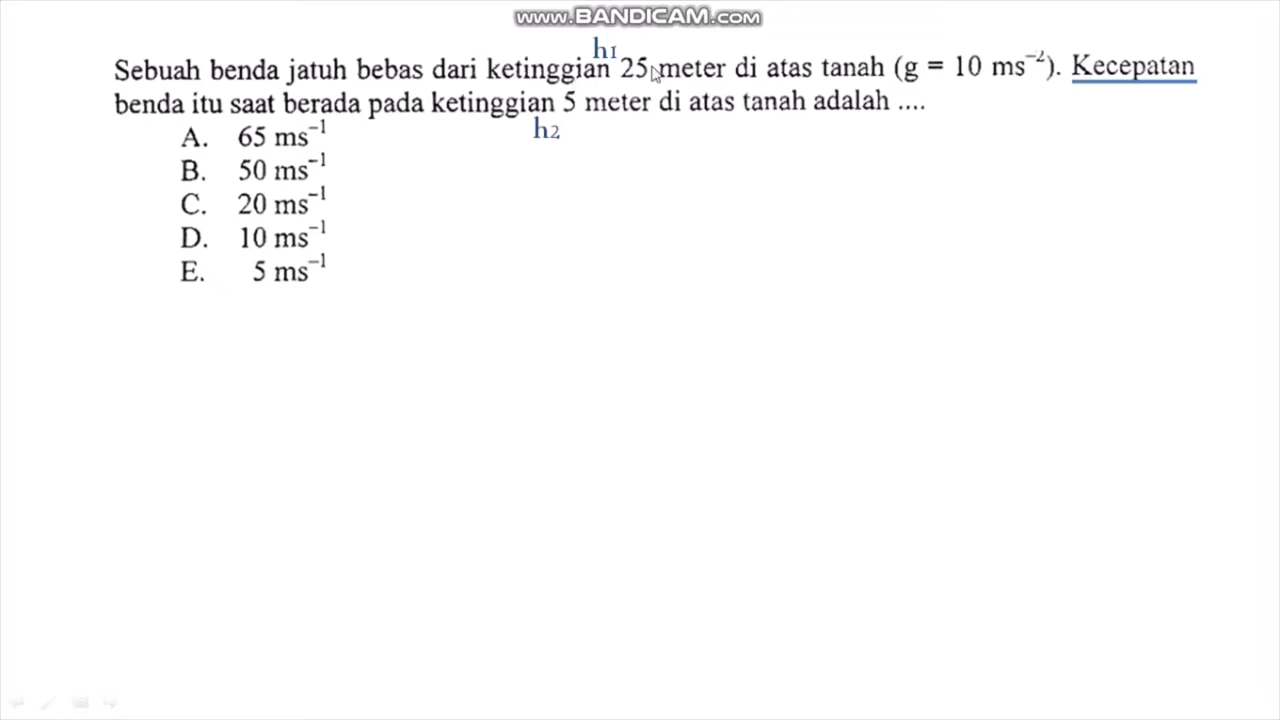 www.BANDICAM.com
h1
Sebuah benda jatuh bebas dari ketinggian 25 meter di atas tanah (g = 10 ms⁻²). Kecepatan
benda itu saat berada pada ketinggian 5 meter di atas tanah adalah ....
h2
A. 65 ms⁻¹
B. 50 ms⁻¹
C. 20 ms⁻¹
D. 10 ms⁻¹
E. 5 ms⁻¹